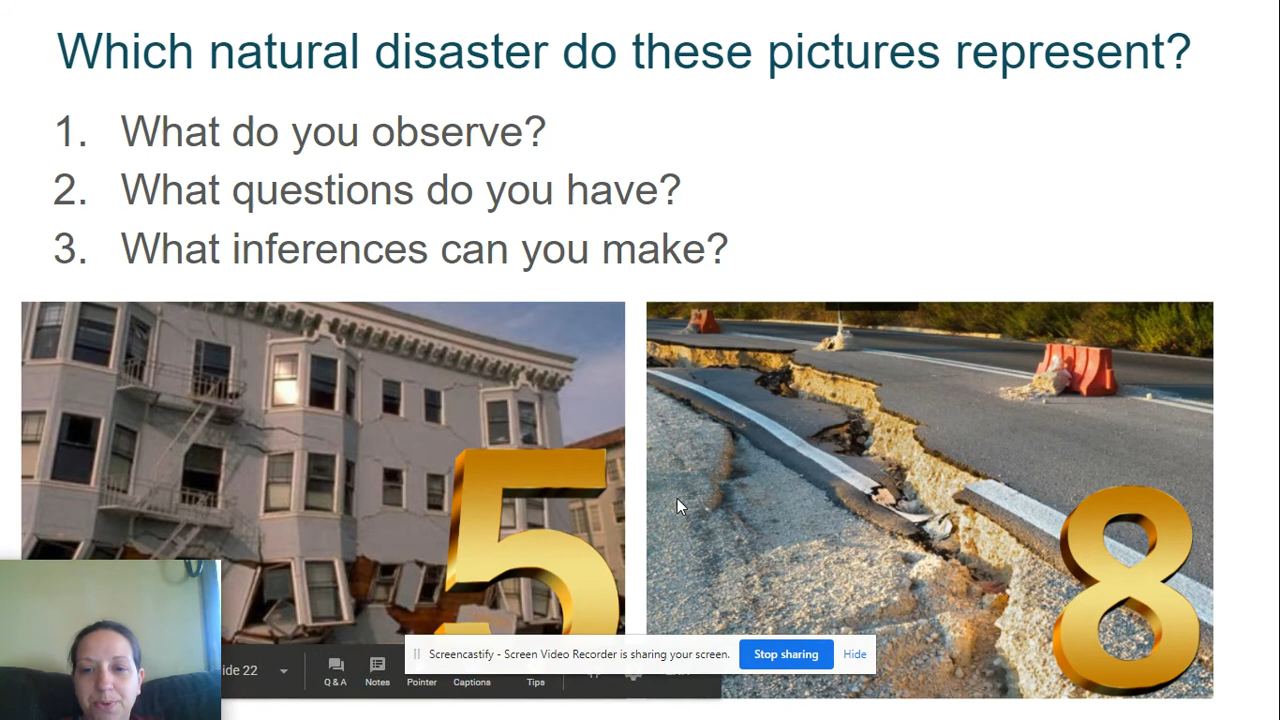 Which natural disaster do these pictures represent?
1. What do you observe?
2. What questions do you have?
3. What inferences can you make?
5
8
Screencastify - Screen Video Recorder is sharing your screen. Stop sharing Hide
ide 22
Q & A Notes Pointer Captions Tips